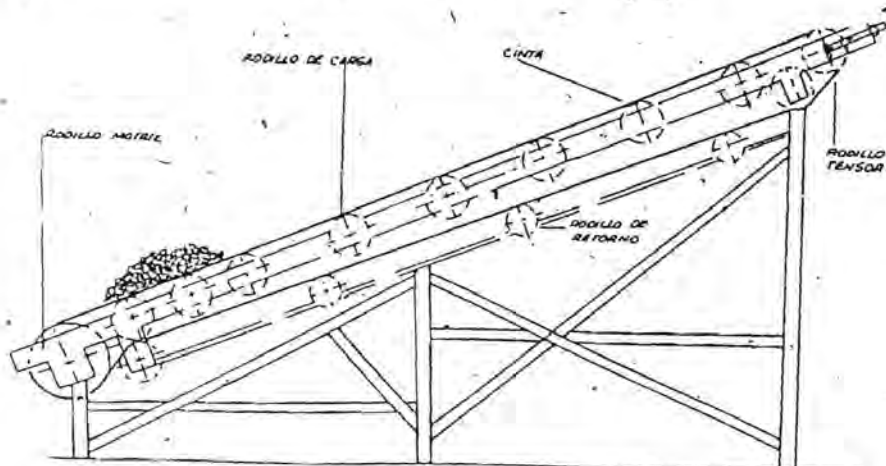 RODILLO DE CARGA
CINTA
RODILLO MOTRIZ
RODILLO
TENSOR
RODILLO DE
RETORNO